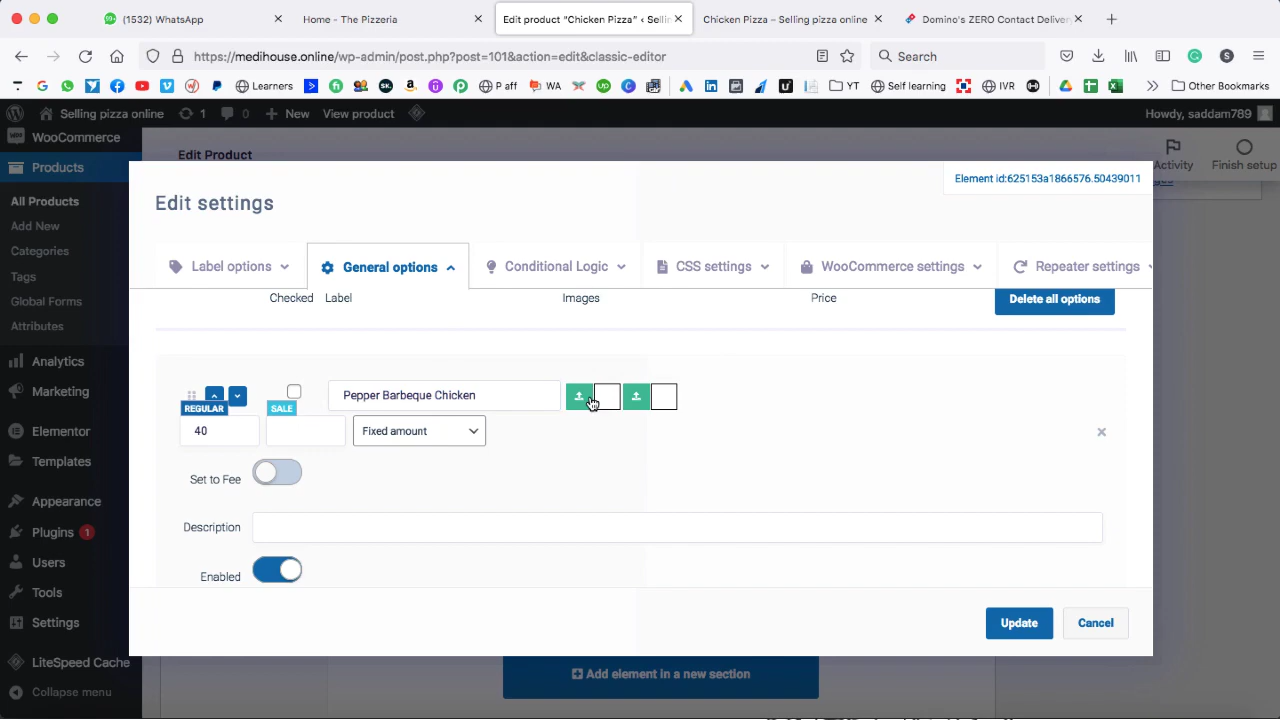 (1532) WhatsApp
Home - The Pizzeria
Edit product "Chicken Pizza" ‹ Sellin
Chicken Pizza – Selling pizza online
Domino's ZERO Contact Delivery
https://medihouse.online/wp-admin/post.php?post=101&action=edit&classic-editor
Search
Learners
P aff
WA
YT
Self learning
IVR
Other Bookmarks
Selling pizza online
1
0
New
View product
Howdy, saddam789
WooCommerce
Products
All Products
Add New
Categories
Tags
Global Forms
Attributes
Analytics
Marketing
Elementor
Templates
Appearance
Plugins 1
Users
Tools
Settings
LiteSpeed Cache
Collapse menu
Edit Product
Activity
Finish setup
Element id:625153a1866576.50439011
Edit settings
Label options
General options
Conditional Logic
CSS settings
WooCommerce settings
Repeater settings
Checked
Label
Images
Price
Delete all options
Pepper Barbeque Chicken
REGULAR
SALE
40
Fixed amount
Set to Fee
Description
Enabled
Update
Cancel
Add element in a new section